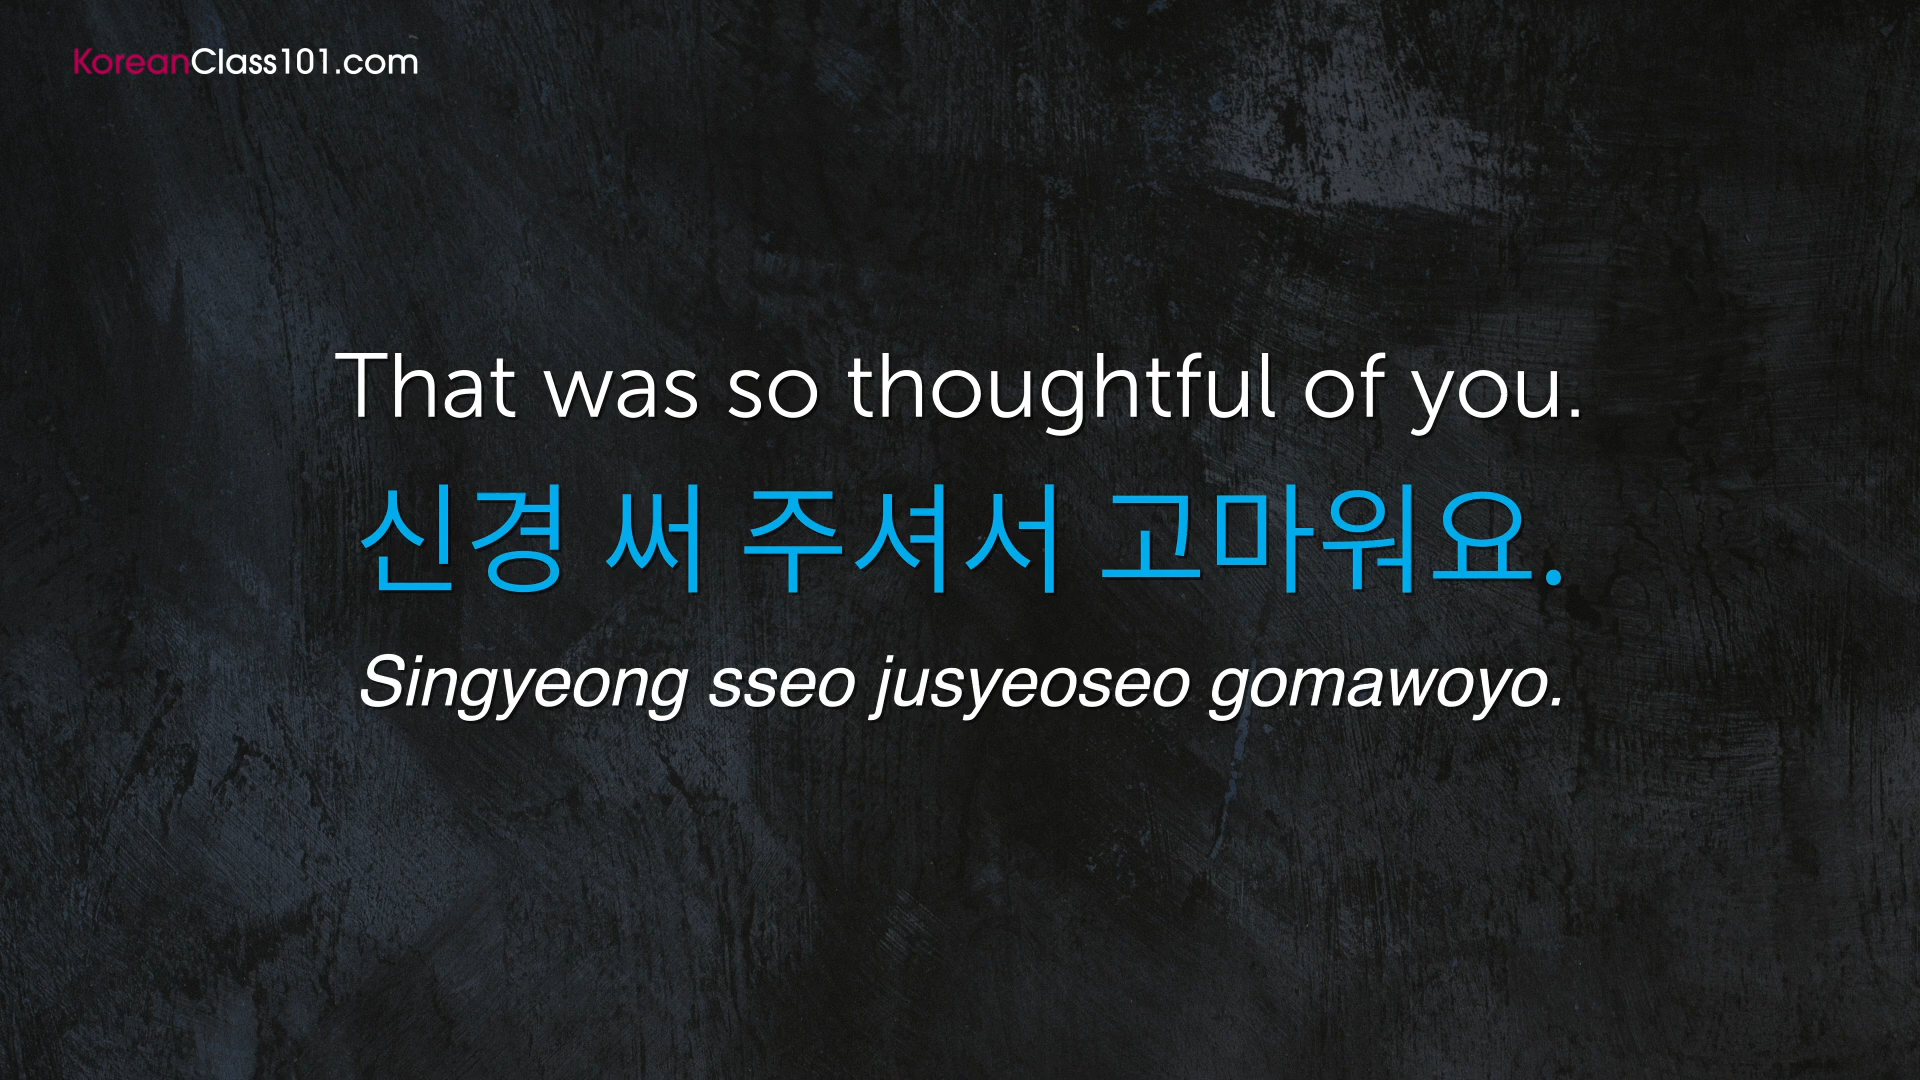 KoreanClass101.com
That was so thoughtful of you.
신경 써 주셔서 고마워요.
Singyeong sseo jusyeoseo gomawoyo.